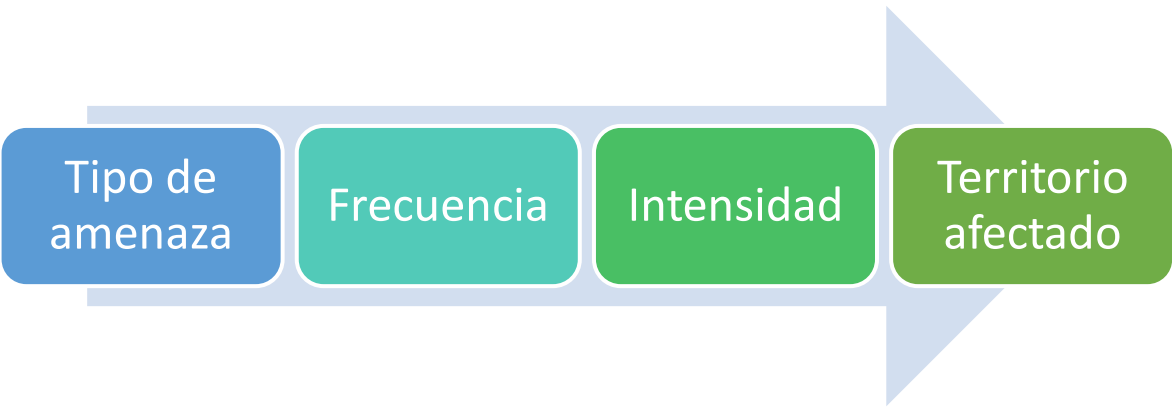 Tipo de
amenaza
Frecuencia
Intensidad
Territorio
afectado